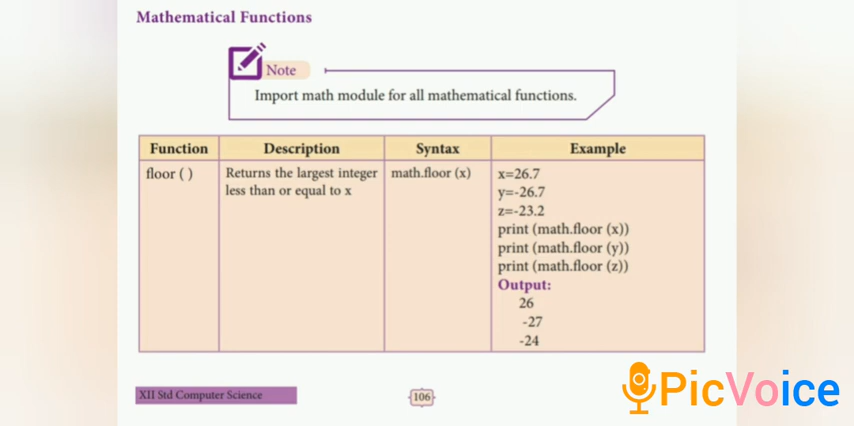 Mathematical Functions
Note
Import math module for all mathematical functions.
Function Description Syntax Example
floor ( ) Returns the largest integer math.floor (x) x=26.7
less than or equal to x y=-26.7
z=-23.2
print (math.floor (x))
print (math.floor (y))
print (math.floor (z))
Output:
26
-27
-24
XII Std Computer Science 106
PicVoice